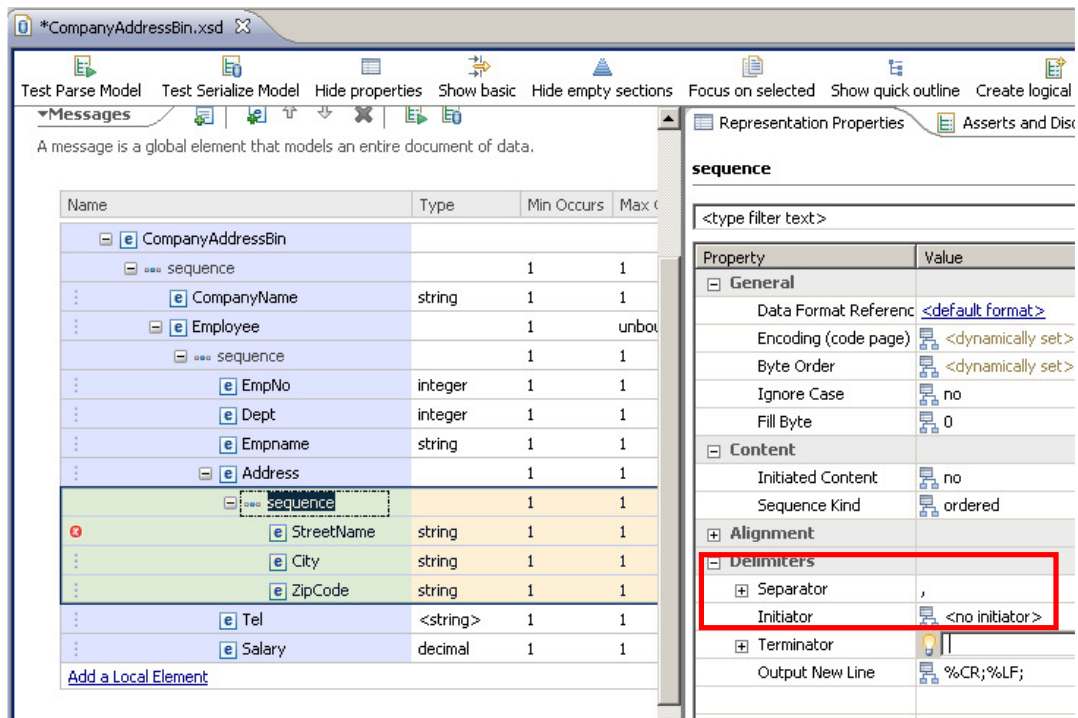 *CompanyAddressBin.xsd
Test Parse Model Test Serialize Model Hide properties Show basic Hide empty sections Focus on selected Show quick outline Create logical
Messages
A message is a global element that models an entire document of data.
Name Type Min Occurs Max
CompanyAddressBin
sequence 1 1
CompanyName string 1 1
Employee 1 unbou
sequence 1 1
EmpNo integer 1 1
Dept integer 1 1
Empname string 1 1
Address 1 1
sequence 1 1
StreetName string 1 1
City string 1 1
ZipCode string 1 1
Tel <string> 1 1
Salary decimal 1 1
Add a Local Element
Representation Properties Asserts and Disc
sequence
<type filter text>
Property Value
General
Data Format Referenc <default format>
Encoding (code page) <dynamically set>
Byte Order <dynamically set>
Ignore Case no
Fill Byte 0
Content
Initiated Content no
Sequence Kind ordered
Alignment
Delimiters
Separator ,
Initiator <no initiator>
Terminator
Output New Line %CR;%LF;